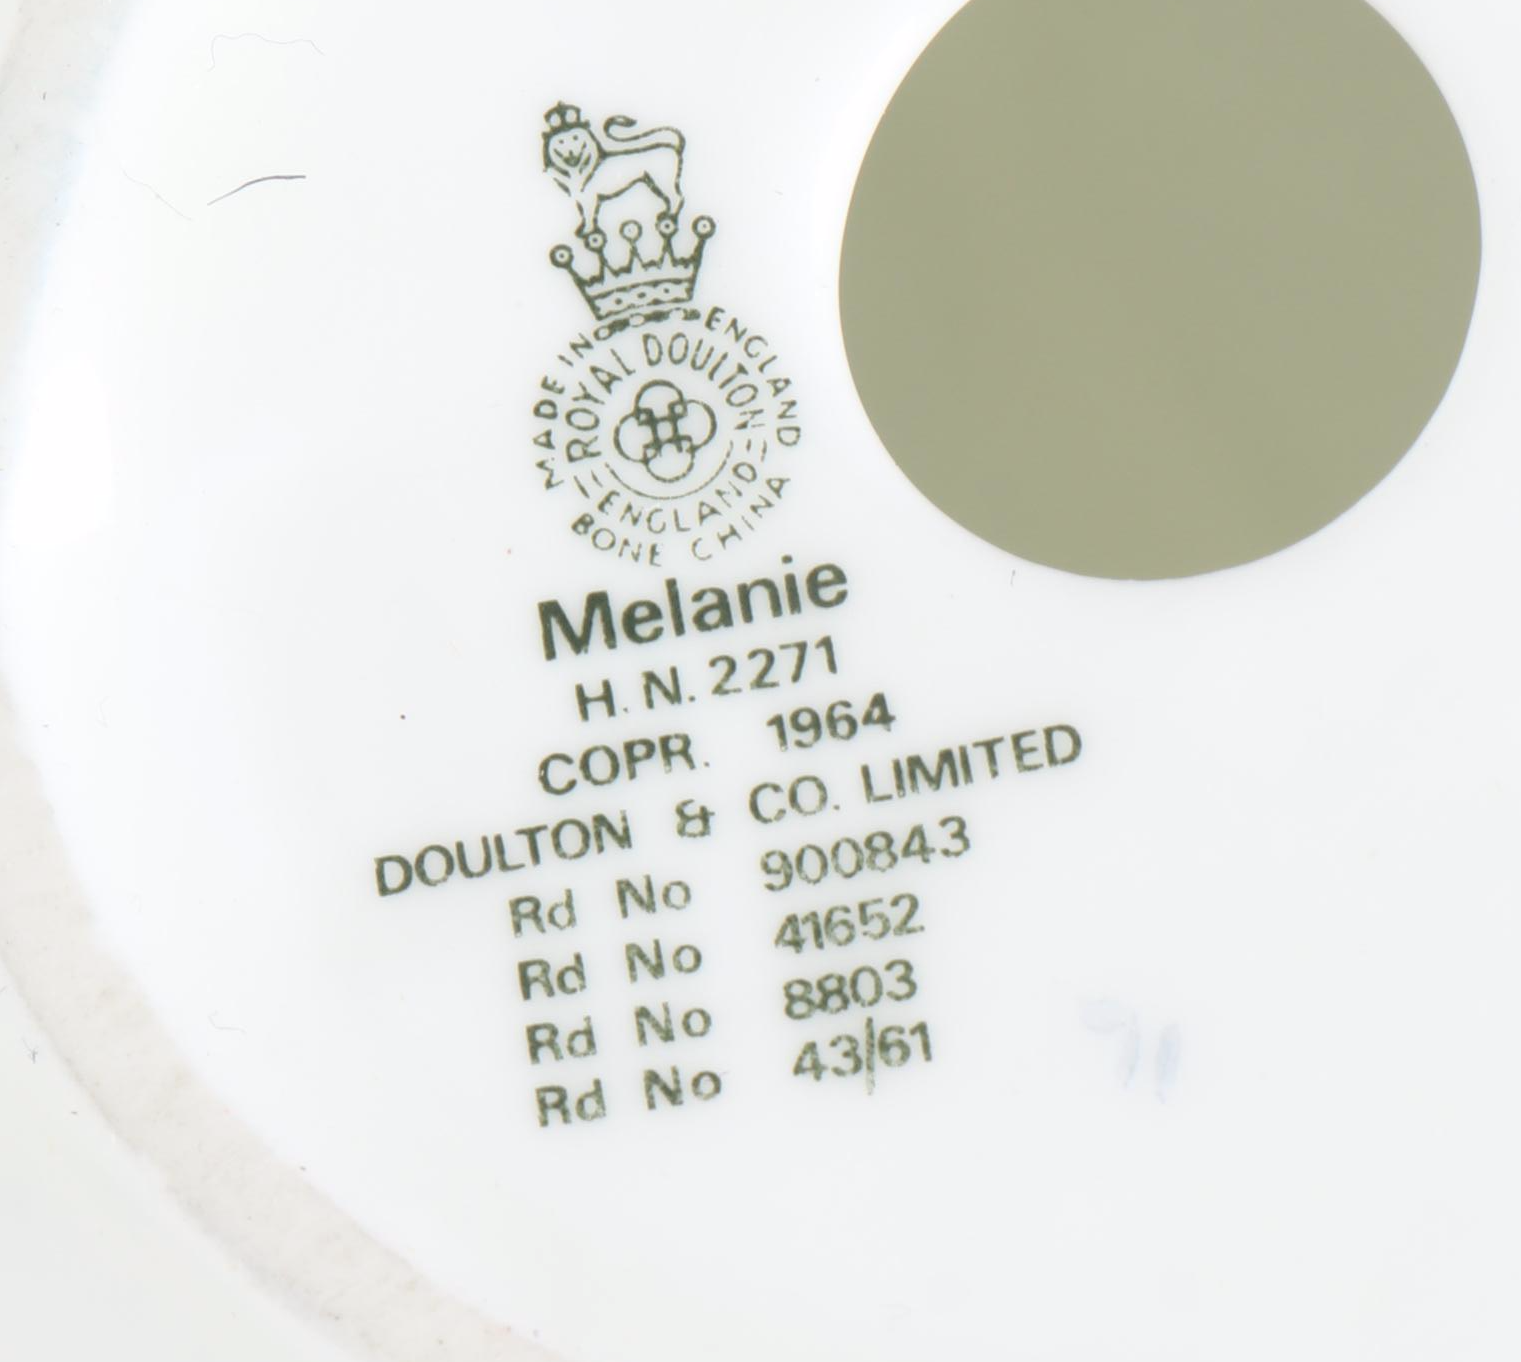 MADE IN ENGLAND
ROYAL DOULTON
ENGLAND
BONE CHINA
Melanie
H.N. 2271
COPR. 1964
DOULTON & CO. LIMITED
Rd No 900843
Rd No 41652
Rd No 8803
Rd No 43/61